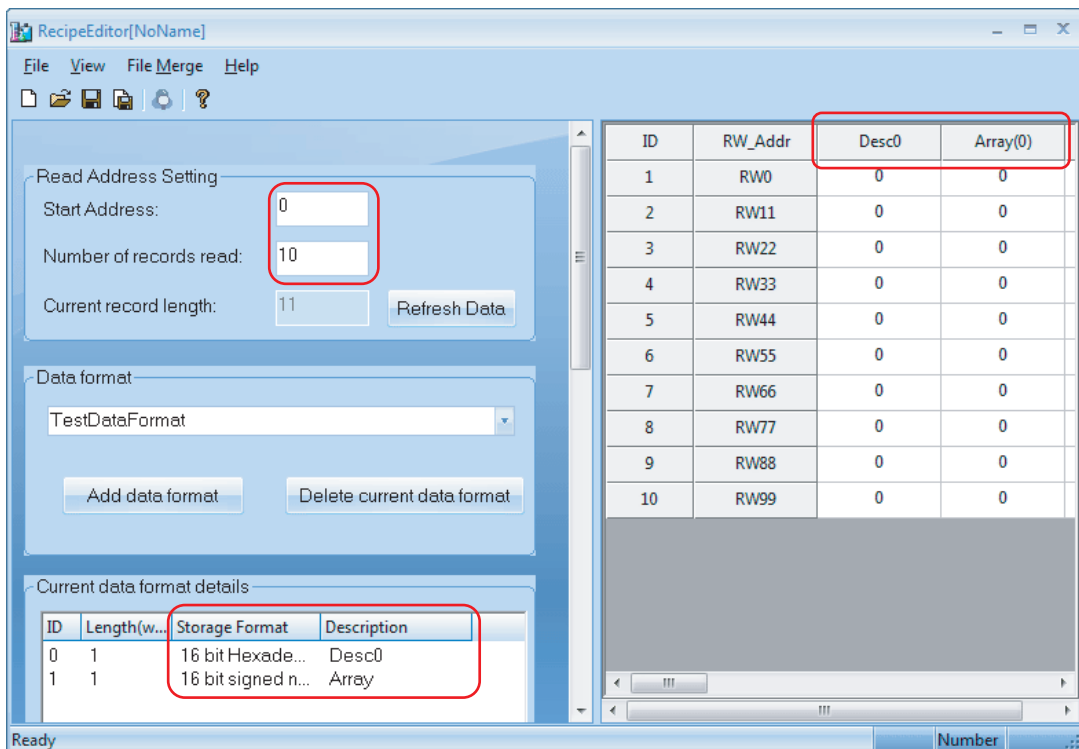 RecipeEditor[NoName]
File View File Merge Help
Read Address Setting
Start Address: 0
Number of records read: 10
Current record length: 11 Refresh Data
Data format
TestDataFormat
Add data format Delete current data format
Current data format details
ID Length(w... Storage Format Description
0 1 16 bit Hexade... Desc0
1 1 16 bit signed n... Array
ID RW_Addr Desc0 Array(0)
1 RW0 0 0
2 RW11 0 0
3 RW22 0 0
4 RW33 0 0
5 RW44 0 0
6 RW55 0 0
7 RW66 0 0
8 RW77 0 0
9 RW88 0 0
10 RW99 0 0
Ready Number